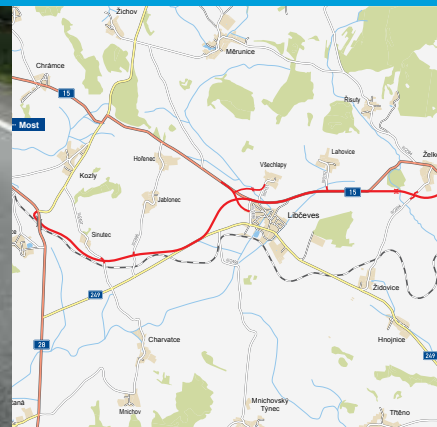 Žichov
Měrunice
Chrámce
15
Řisuty
Most
Hořenec
Lahovice
Všechlapy
Kozly
Želk
15
Jablonec
Libčeves
Sinutec
Židovice
249
28
Charvatce
Hnojnice
249
Mnichov
Mnichovský
Týnec
Třtěno